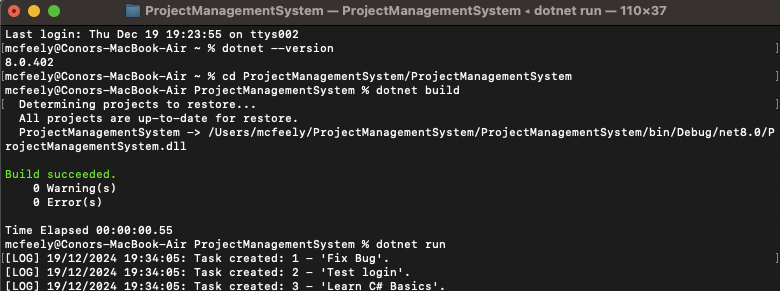 ProjectManagementSystem — ProjectManagementSystem ◂ dotnet run — 110×37
Last login: Thu Dec 19 19:23:55 on ttys002
[mcfeely@Conors-MacBook-Air ~ % dotnet --version ]
8.0.402
[mcfeely@Conors-MacBook-Air ~ % cd ProjectManagementSystem/ProjectManagementSystem ]
mcfeely@Conors-MacBook-Air ProjectManagementSystem % dotnet build
[  Determining projects to restore... ]
  All projects are up-to-date for restore.
  ProjectManagementSystem -> /Users/mcfeely/ProjectManagementSystem/ProjectManagementSystem/bin/Debug/net8.0/P
rojectManagementSystem.dll
Build succeeded.
    0 Warning(s)
    0 Error(s)
Time Elapsed 00:00:00.55
mcfeely@Conors-MacBook-Air ProjectManagementSystem % dotnet run
[[LOG] 19/12/2024 19:34:05: Task created: 1 - 'Fix Bug'. ]
[LOG] 19/12/2024 19:34:05: Task created: 2 - 'Test login'.
[LOG] 19/12/2024 19:34:05: Task created: 3 - 'Learn C# Basics'.